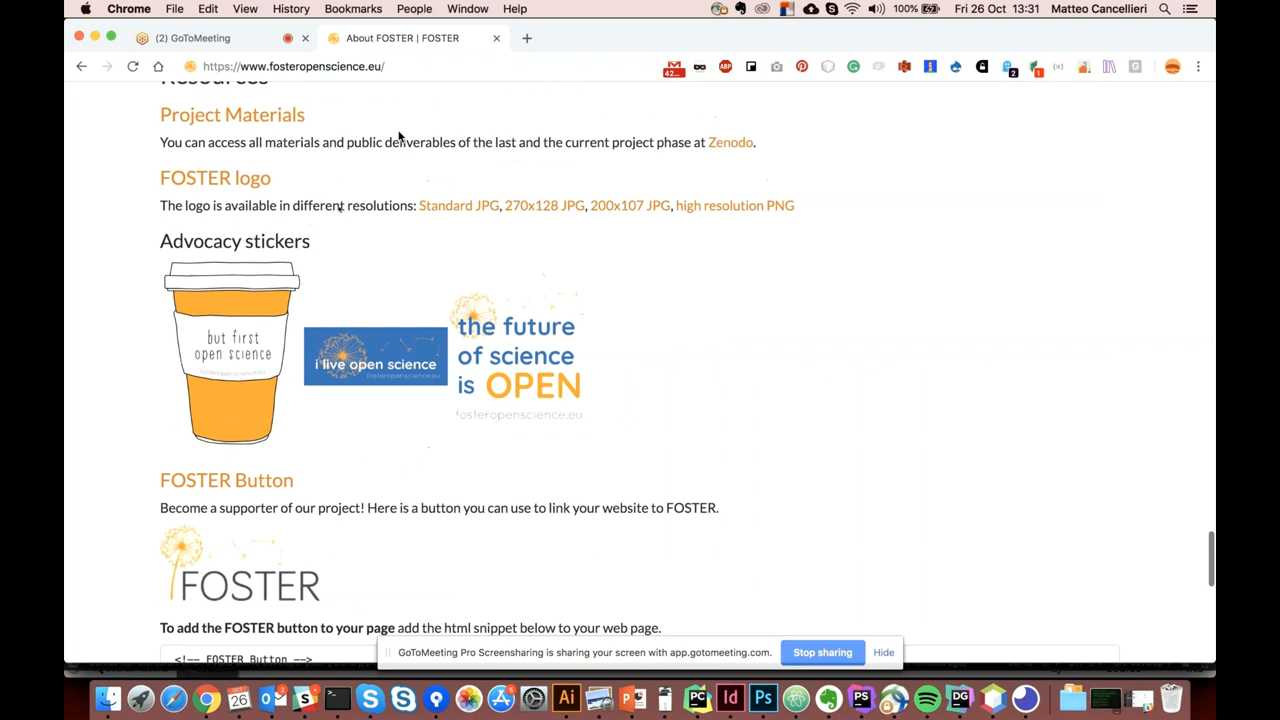 Chrome File Edit View History Bookmarks People Window Help 100% Fri 26 Oct 13:31 Matteo Cancellieri
(2) GoToMeeting About FOSTER | FOSTER
https://www.fosteropenscience.eu/
Resources
Project Materials
You can access all materials and public deliverables of the last and the current project phase at Zenodo.
FOSTER logo
The logo is available in different resolutions: Standard JPG, 270x128 JPG, 200x107 JPG, high resolution PNG
Advocacy stickers
but first
open science
fosteropenscience.eu
i live open science
fosteropenscience.eu
the future
of science
is OPEN
fosteropenscience.eu
FOSTER Button
Become a supporter of our project! Here is a button you can use to link your website to FOSTER.
FOSTER
To add the FOSTER button to your page add the html snippet below to your web page.
<!-- FOSTER Button -->
GoToMeeting Pro Screensharing is sharing your screen with app.gotomeeting.com. Stop sharing Hide